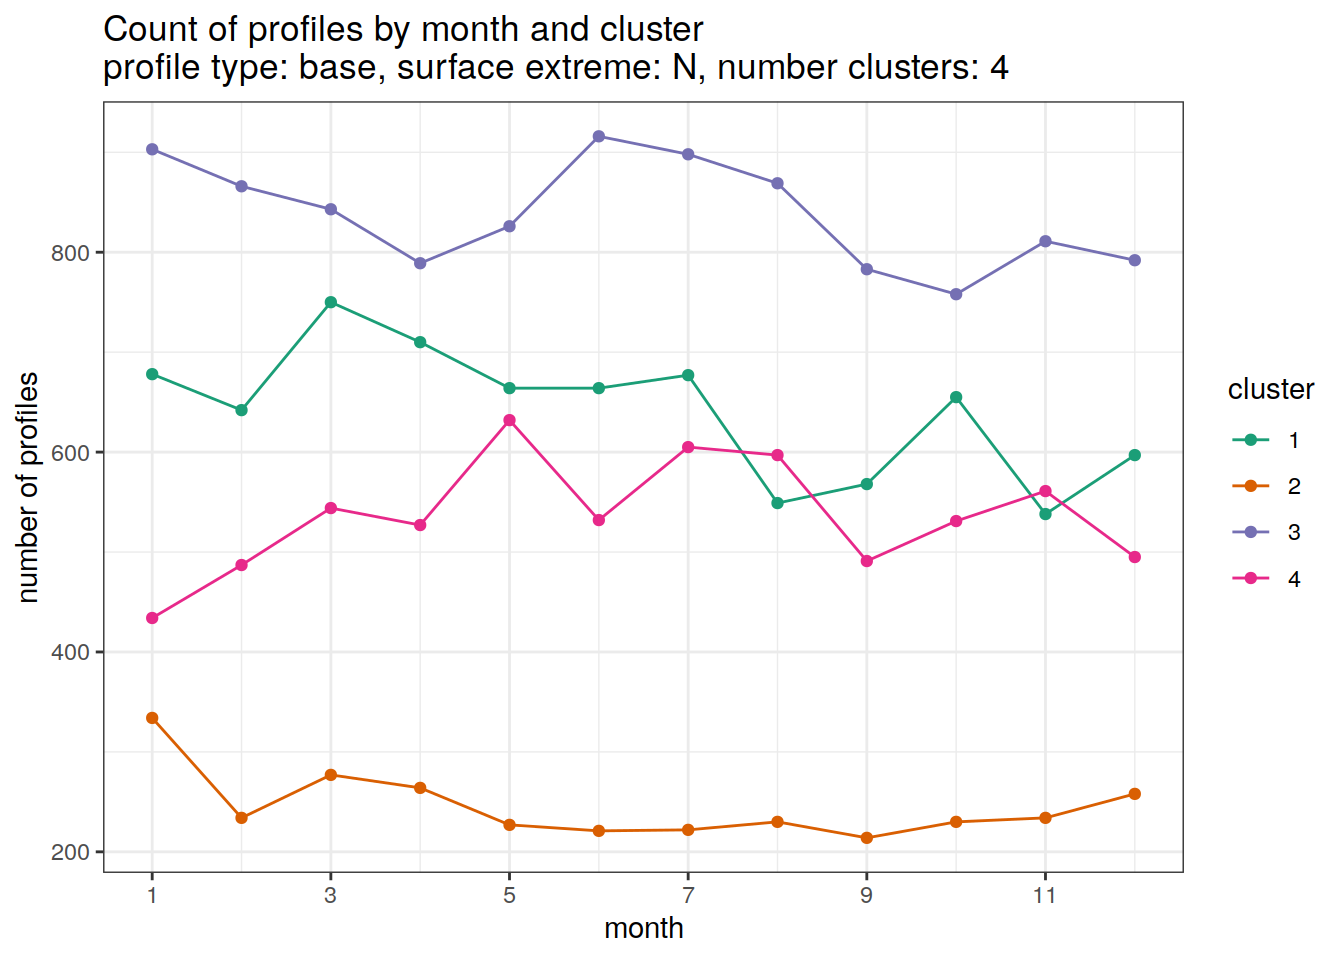 Count of profiles by month and cluster
profile type: base, surface extreme: N, number clusters: 4
number of profiles
800
600
400
200
1 3 5 7 9 11
month
cluster
1
2
3
4